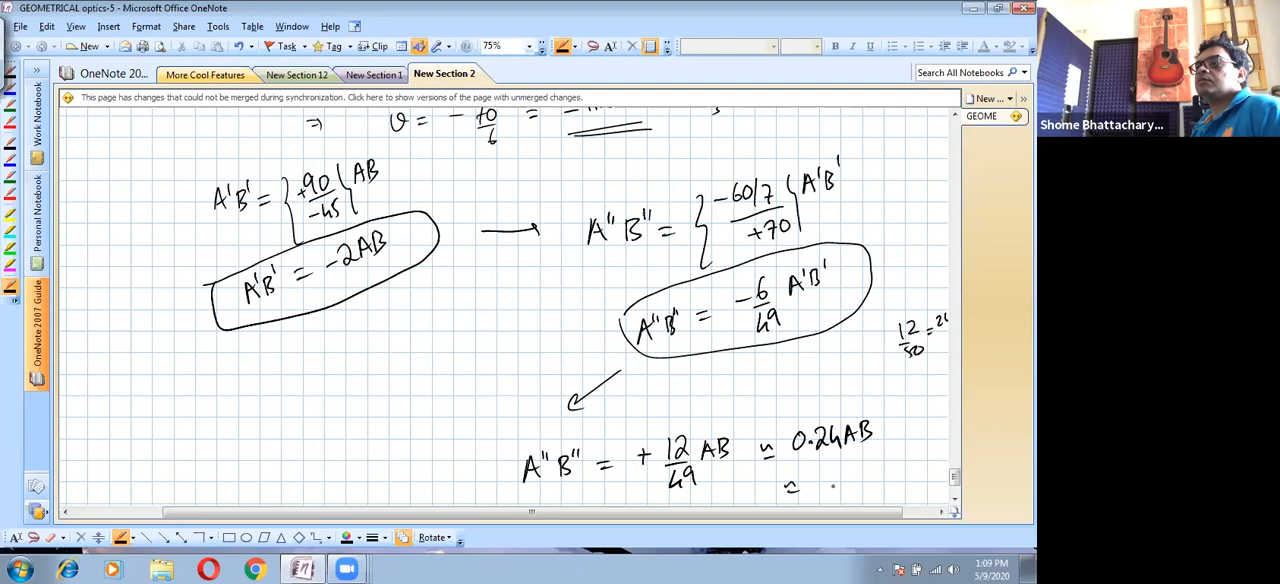 GEOMETRICAL optics-5 - Microsoft Office OneNote
File Edit View Insert Format Share Tools Table Window Help
New Task Tag Clip 75% B I U
OneNote 20... More Cool Features New Section 12 New Section 1 New Section 2 Search All Notebooks
This page has changes that could not be merged during synchronization. Click here to show versions of the page with unmerged changes.
New ...
GEOME
Work Notebook
Personal Notebook
OneNote 2007 Guide
Shome Bhattachary...
⇒ v = - 70/6 =
A'B' = { +90/-45 } AB
A'B' = -2AB
A"B" = { -60/7 / +70 } A'B'
A"B" = -6/49 A'B'
12/50 =
A"B" = + 12/49 AB ≃ 0.24AB
≃
Rotate
1:09 PM
5/9/2020